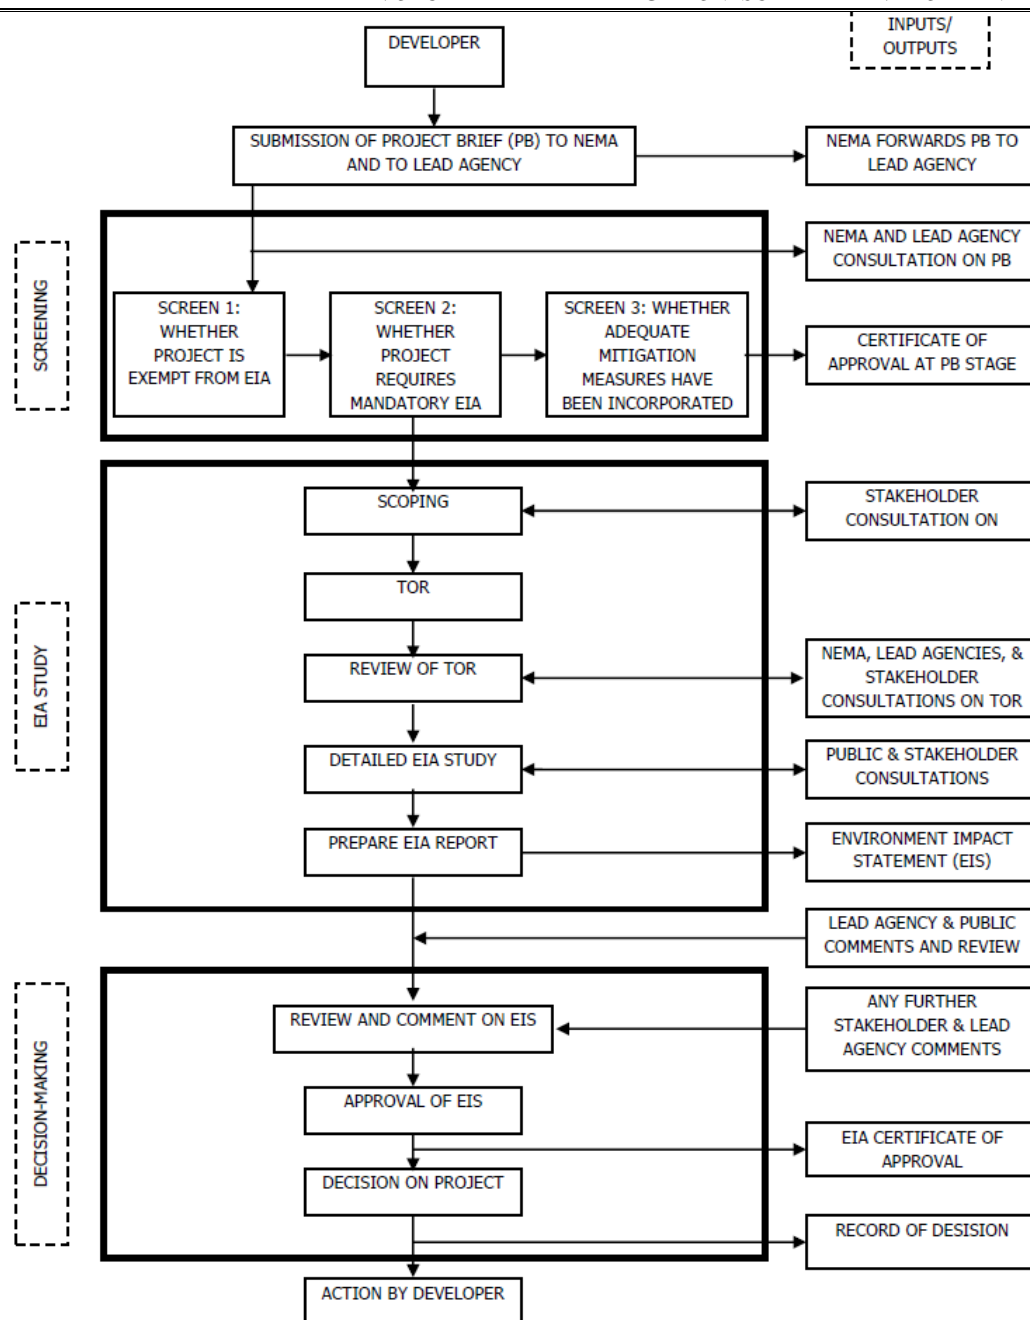 INPUTS/
OUTPUTS
DEVELOPER
SUBMISSION OF PROJECT BRIEF (PB) TO NEMA
AND TO LEAD AGENCY
NEMA FORWARDS PB TO
LEAD AGENCY
NEMA AND LEAD AGENCY
CONSULTATION ON PB
SCREENING
SCREEN 1:
WHETHER
PROJECT IS
EXEMPT FROM EIA
SCREEN 2:
WHETHER
PROJECT
REQUIRES
MANDATORY EIA
SCREEN 3: WHETHER
ADEQUATE
MITIGATION
MEASURES HAVE
BEEN INCORPORATED
CERTIFICATE OF
APPROVAL AT PB STAGE
SCOPING
STAKEHOLDER
CONSULTATION ON
TOR
EIA STUDY
REVIEW OF TOR
NEMA, LEAD AGENCIES, &
STAKEHOLDER
CONSULTATIONS ON TOR
DETAILED EIA STUDY
PUBLIC & STAKEHOLDER
CONSULTATIONS
PREPARE EIA REPORT
ENVIRONMENT IMPACT
STATEMENT (EIS)
LEAD AGENCY & PUBLIC
COMMENTS AND REVIEW
DECISION-MAKING
REVIEW AND COMMENT ON EIS
ANY FURTHER
STAKEHOLDER & LEAD
AGENCY COMMENTS
APPROVAL OF EIS
EIA CERTIFICATE OF
APPROVAL
DECISION ON PROJECT
RECORD OF DESISION
ACTION BY DEVELOPER